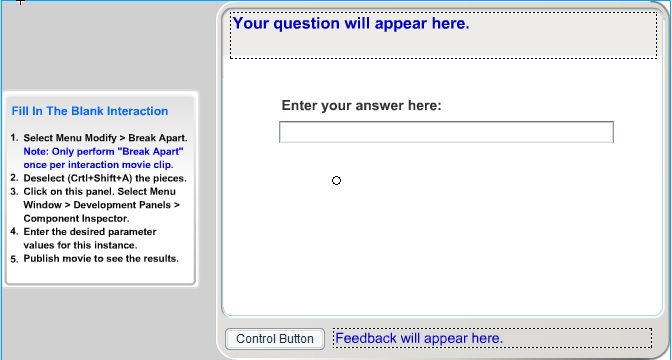 Your question will appear here.
Fill In The Blank Interaction
1. Select Menu Modify > Break Apart.
Note: Only perform "Break Apart"
once per interaction movie clip.
2. Deselect (Crtl+Shift+A) the pieces.
3. Click on this panel. Select Menu
Window > Development Panels >
Component Inspector.
4. Enter the desired parameter
values for this instance.
5. Publish movie to see the results.
Enter your answer here:
Control Button
Feedback will appear here.